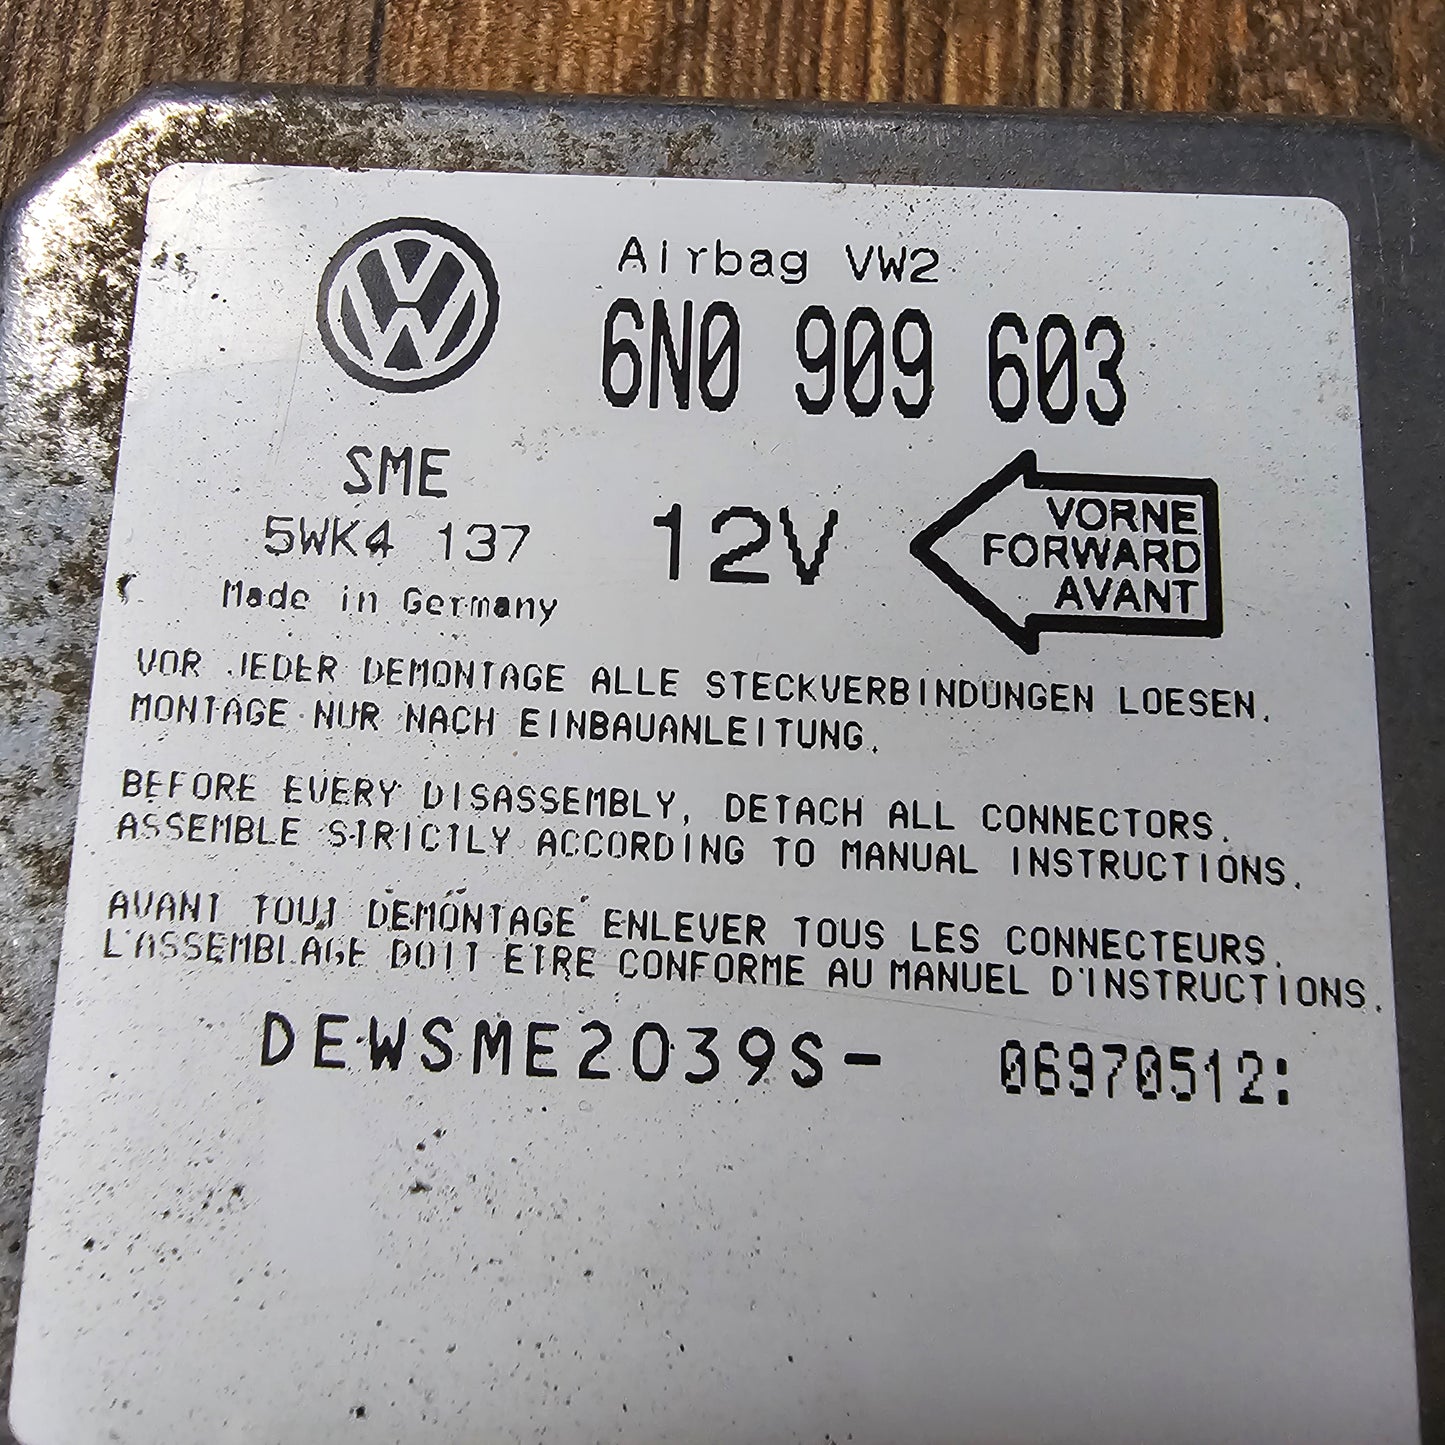 Airbag VW2
6N0 909 603
SME
5WK4 137
12V
VORNE
FORWARD
AVANT
Made in Germany
VOR JEDER DEMONTAGE ALLE STECKVERBINDUNGEN LOESEN.
MONTAGE NUR NACH EINBAUANLEITUNG.
BEFORE EVERY DISASSEMBLY, DETACH ALL CONNECTORS.
ASSEMBLE STRICTLY ACCORDING TO MANUAL INSTRUCTIONS.
AVANT TOUT DEMONTAGE ENLEVER TOUS LES CONNECTEURS.
L'ASSEMBLAGE DOIT ETRE CONFORME AU MANUEL D'INSTRUCTIONS.
DEWSME2039S- 06970512: